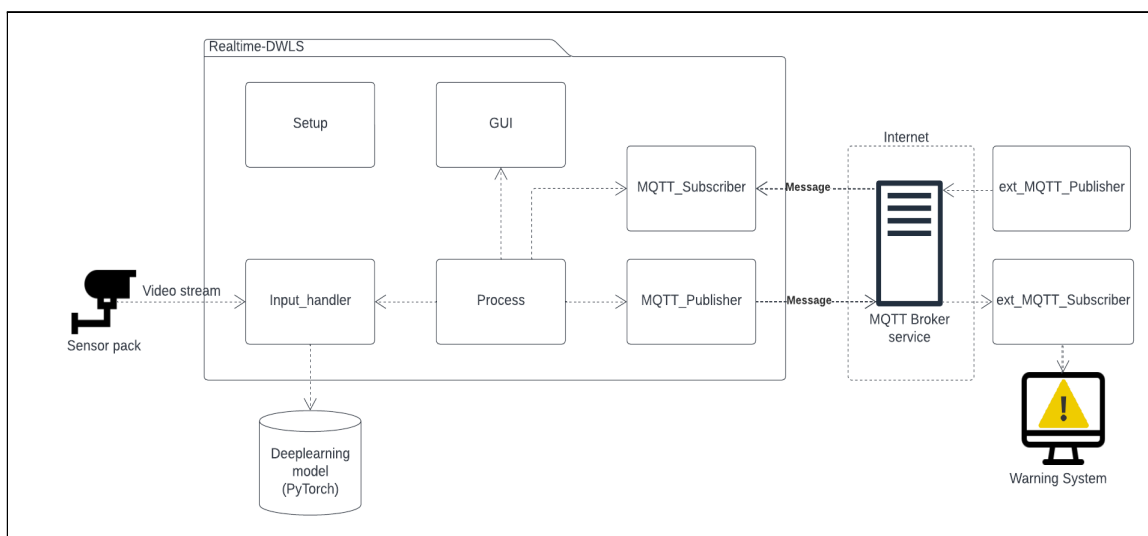 Realtime-DWLS
Setup
GUI
Internet
MQTT_Subscriber
Message
ext_MQTT_Publisher
Video stream
Input_handler
Process
MQTT_Publisher
Message
ext_MQTT_Subscriber
Sensor pack
MQTT Broker
service
Deeplearning
model
(PyTorch)
!
Warning System